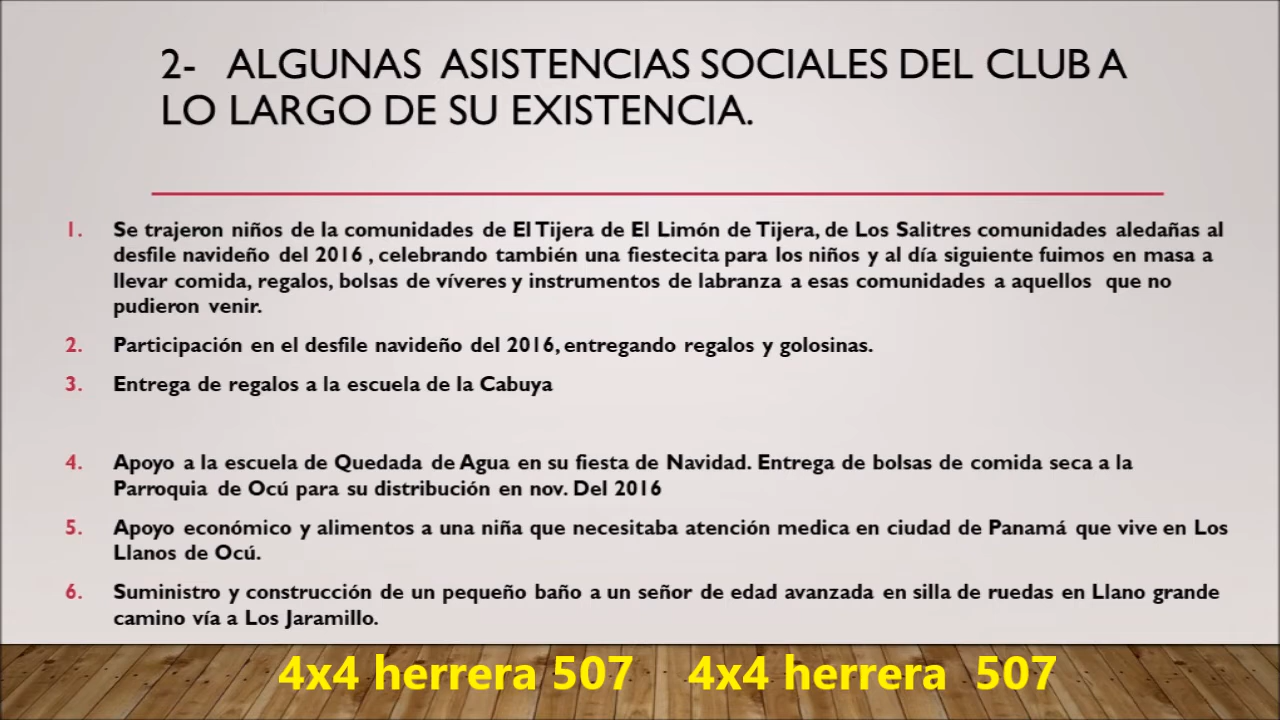 2- ALGUNAS ASISTENCIAS SOCIALES DEL CLUB A
LO LARGO DE SU EXISTENCIA.
1. Se trajeron niños de la comunidades de El Tijera de El Limón de Tijera, de Los Salitres comunidades aledañas al
desfile navideño del 2016 , celebrando también una fiestecita para los niños y al día siguiente fuimos en masa a
llevar comida, regalos, bolsas de víveres y instrumentos de labranza a esas comunidades a aquellos que no
pudieron venir.
2. Participación en el desfile navideño del 2016, entregando regalos y golosinas.
3. Entrega de regalos a la escuela de la Cabuya
4. Apoyo a la escuela de Quedada de Agua en su fiesta de Navidad. Entrega de bolsas de comida seca a la
Parroquia de Ocú para su distribución en nov. Del 2016
5. Apoyo económico y alimentos a una niña que necesitaba atención medica en ciudad de Panamá que vive en Los
Llanos de Ocú.
6. Suministro y construcción de un pequeño baño a un señor de edad avanzada en silla de ruedas en Llano grande
camino vía a Los Jaramillo.
4x4 herrera 507 4x4 herrera 507